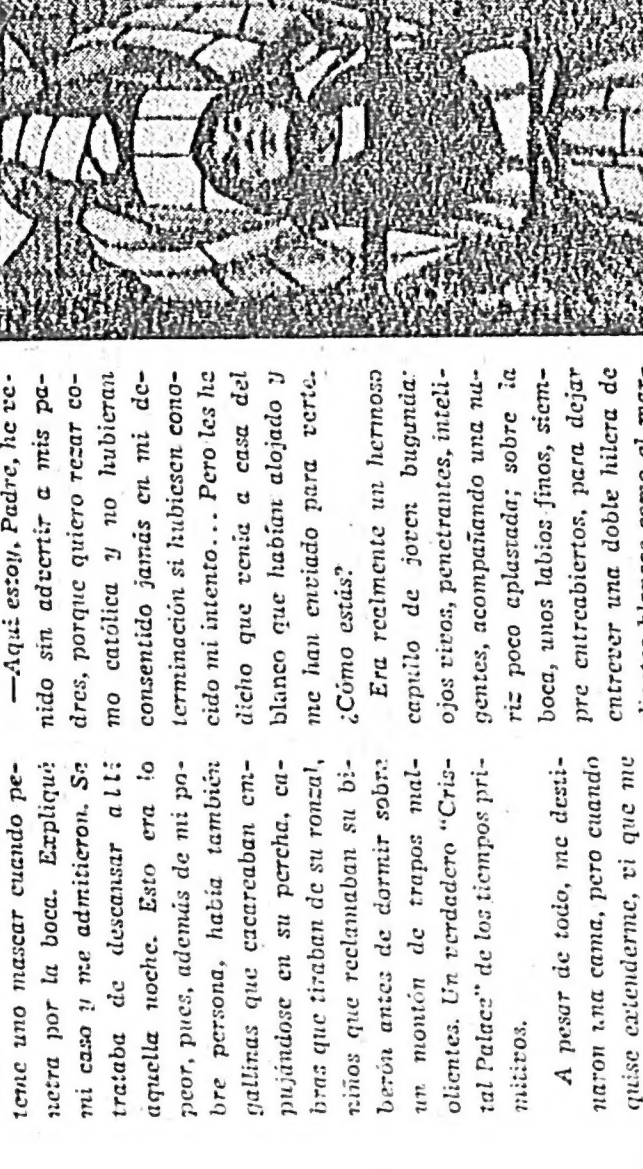 teme uno mascar cuando pe-
netra por la boca. Expliqué
mi caso y me admitieron. Se
trataba de descansar allí
aquella noche. Esto era lo
peor, pues, además de mi po-
bre persona, había también
gallinas que cacareaban em-
pujándose en su percha, ca-
bras que tiraban de su ronzal,
niños que reclamaban su bi-
berón antes de dormir sobre
un montón de trapos mal-
olientes. Un verdadero "Cris-
tal Palace" de los tiempos pri-
mitivos.
A pesar de todo, me desti-
naron una cama, pero cuando
quise extenderme, vi que me
—Aquí estoy, Padre, he ve-
nido sin advertir a mis pa-
dres, porque quiero rezar co-
mo católica y no hubieran
consentido jamás en mi de-
terminación si hubiesen cono-
cido mi intento... Pero les he
dicho que venía a casa del
blanco que habían alojado y
me han enviado para verte.
¿Cómo estás?
Era realmente un hermoso
capullo de joven bugunda:
ojos vivos, penetrantes, inteli-
gentes, acompañando una na-
riz poco aplastada; sobre la
boca, unos labios finos, siem-
pre entreabiertos, para dejar
entrever una doble hilera de